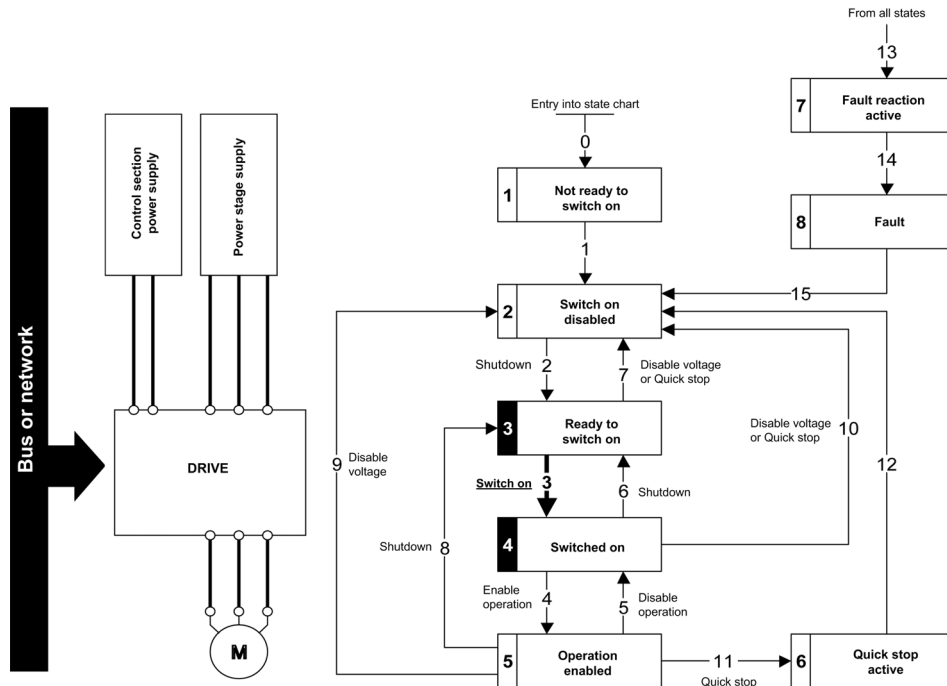 Bus or network
Control section
power supply
Power stage supply
DRIVE
M
From all states
13
7
Fault reaction
active
14
8
Fault
15
Entry into state chart
0
1
Not ready to
switch on
1
2
Switch on
disabled
Shutdown
2
7
Disable voltage
or Quick stop
3
Ready to
switch on
Switch on
3
6
Shutdown
4
Switched on
Enable
operation
4
5
Disable
operation
5
Operation
enabled
9
Disable
voltage
Shutdown
8
Disable voltage
or Quick stop
10
12
11
Quick stop
6
Quick stop
active